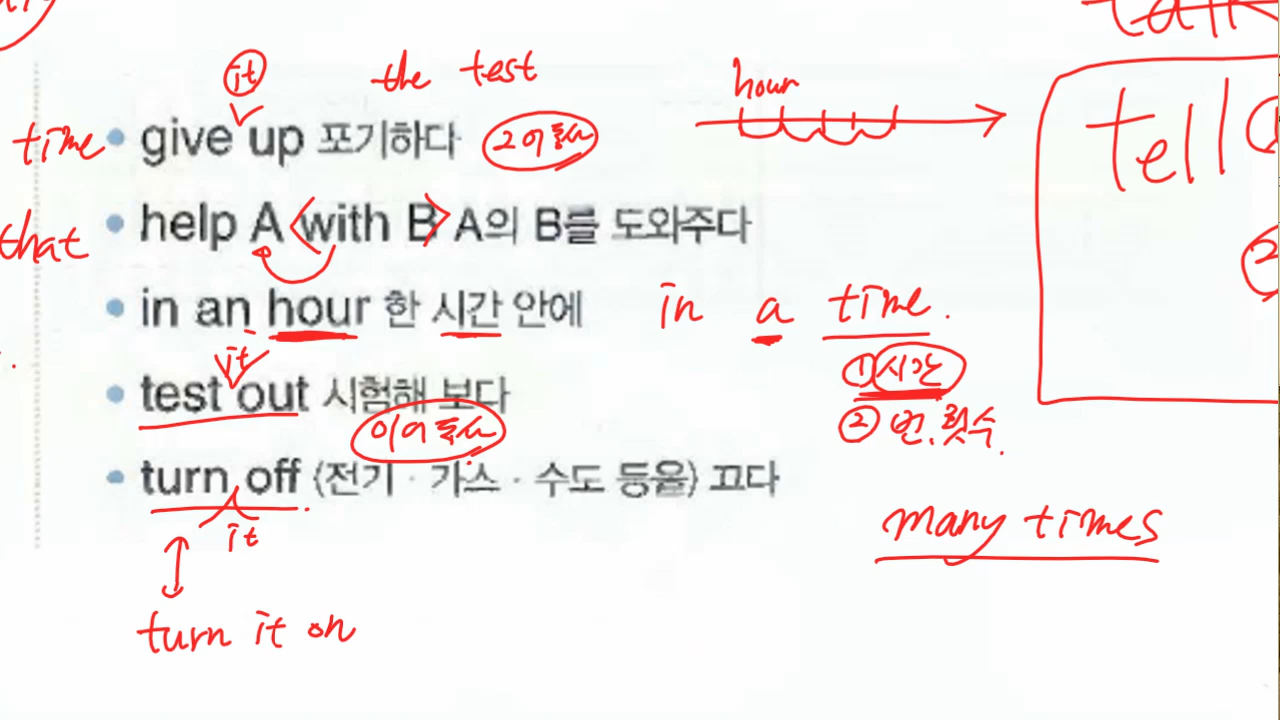 it
the test
hour
talk
time
give up 포기하다
2어동사
tell
help A <with B> A의 B를 도와주다
that
in an hour 한 시간 안에
in a time.
it
① 시간
test out 시험해 보다
② 번, 횟수.
이어동사
turn off (전기 · 가스 · 수도 등을) 끄다
it
many times
turn it on